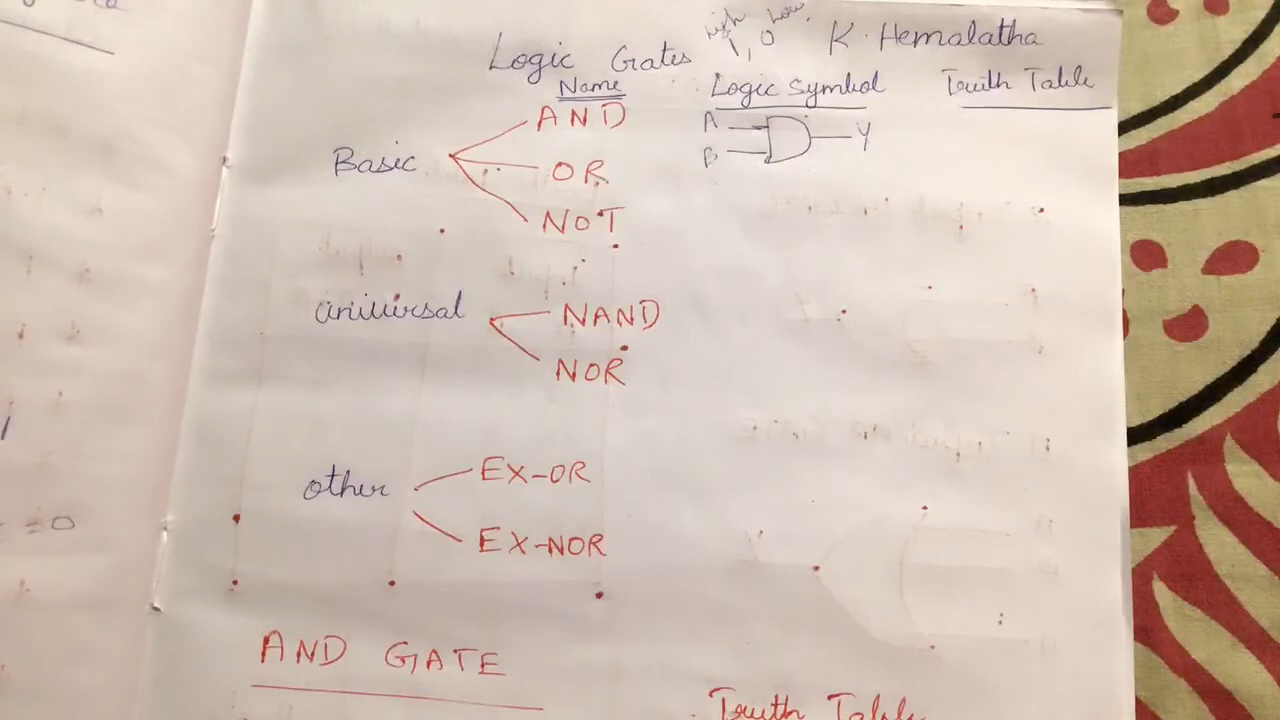 high Low
Logic Gates 1, 0 K. Hemalatha
Name Logic Symbol Truth Table
AND
A
Y
B
Basic
OR
NOT
universal
NAND
NOR
other
EX-OR
EX-NOR
=0
AND GATE
Truth Table